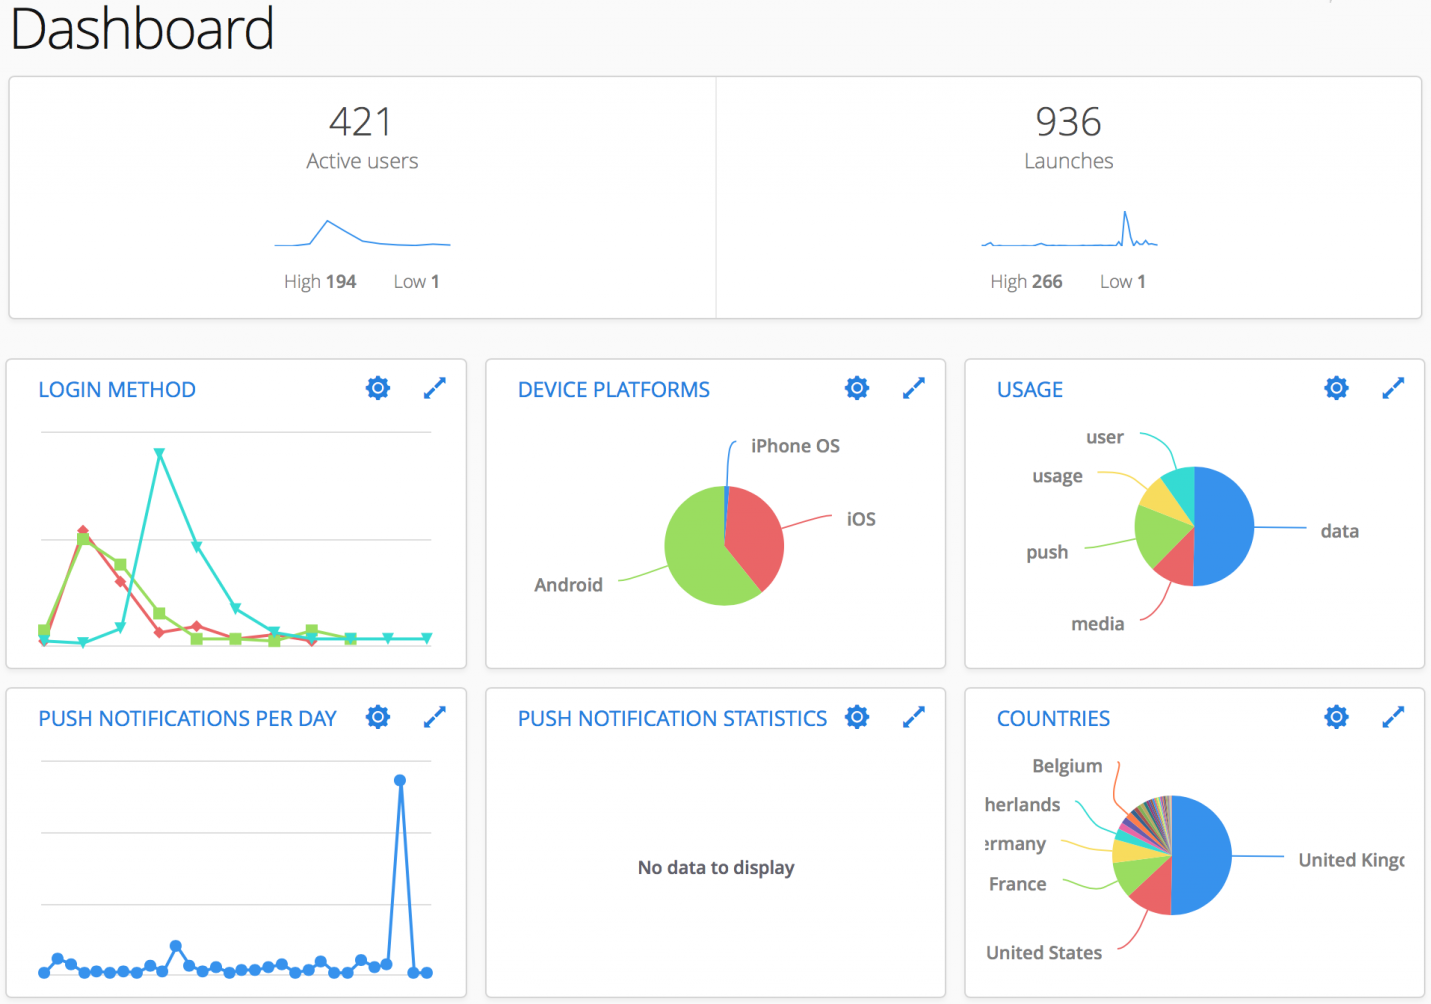 Dashboard
421
Active users
High 194 Low 1
936
Launches
High 266 Low 1
LOGIN METHOD
DEVICE PLATFORMS
iPhone OS
iOS
Android
USAGE
user
usage
data
push
media
PUSH NOTIFICATIONS PER DAY
PUSH NOTIFICATION STATISTICS
No data to display
COUNTRIES
Belgium
herlands
ermany
United Kingd
France
United States